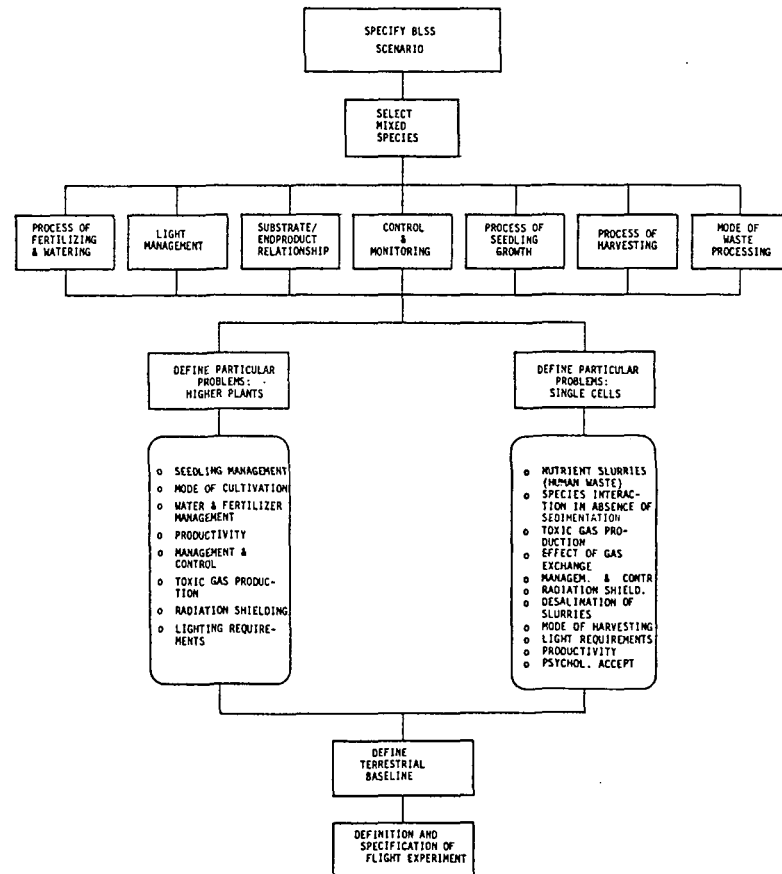 SPECIFY BLSS
SCENARIO
SELECT
MIXED
SPECIES
PROCESS OF
FERTILIZING
& WATERING
LIGHT
MANAGEMENT
SUBSTRATE/
ENDPRODUCT
RELATIONSHIP
CONTROL
&
MONITORING
PROCESS OF
SEEDLING
GROWTH
PROCESS OF
HARVESTING
MODE OF
WASTE
PROCESSING
DEFINE PARTICULAR
PROBLEMS:
HIGHER PLANTS
DEFINE PARTICULAR
PROBLEMS:
SINGLE CELLS
o SEEDLING MANAGEMENT
o MODE OF CULTIVATION
o WATER & FERTILIZER
MANAGEMENT
o PRODUCTIVITY
o MANAGEMENT &
CONTROL
o TOXIC GAS PRODUC-
TION
o RADIATION SHIELDING
o LIGHTING REQUIRE-
MENTS
o NUTRIENT SLURRIES
(HUMAN WASTE)
o SPECIES INTERAC-
TION IN ABSENCE OF
SEDIMENTATION
o TOXIC GAS PRO-
DUCTION
o EFFECT OF GAS
EXCHANGE
o MANAGEM. & CONTR
o RADIATION SHIELD.
o DESALINATION OF
SLURRIES
o MODE OF HARVESTING
o LIGHT REQUIREMENTS
o PRODUCTIVITY
o PSYCHOL. ACCEPT
DEFINE
TERRESTRIAL
BASELINE
DEFINITION AND
SPECIFICATION OF
FLIGHT EXPERIMENT